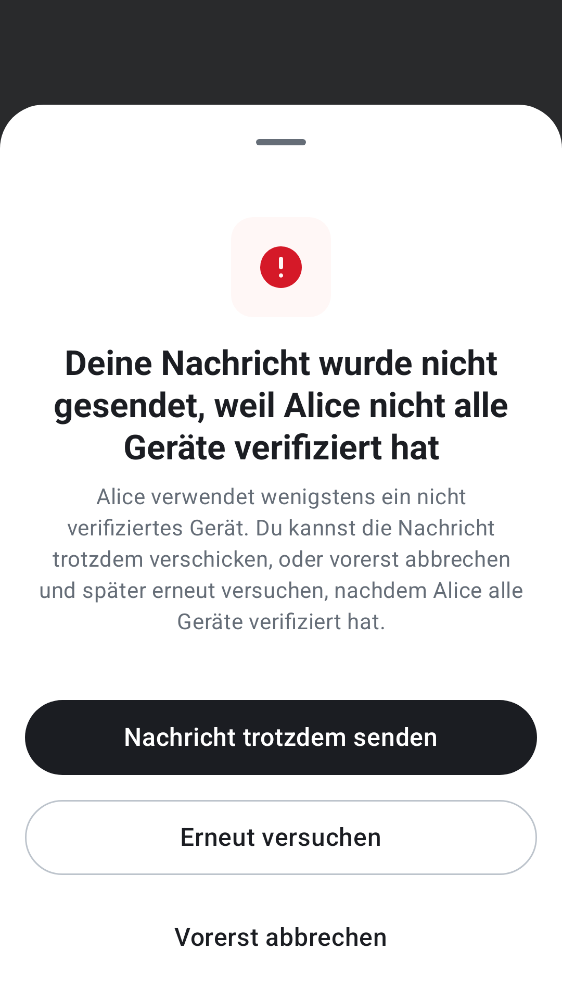 Deine Nachricht wurde nicht
gesendet, weil Alice nicht alle
Geräte verifiziert hat
Alice verwendet wenigstens ein nicht
verifiziertes Gerät. Du kannst die Nachricht
trotzdem verschicken, oder vorerst abbrechen
und später erneut versuchen, nachdem Alice alle
Geräte verifiziert hat.
Nachricht trotzdem senden
Erneut versuchen
Vorerst abbrechen